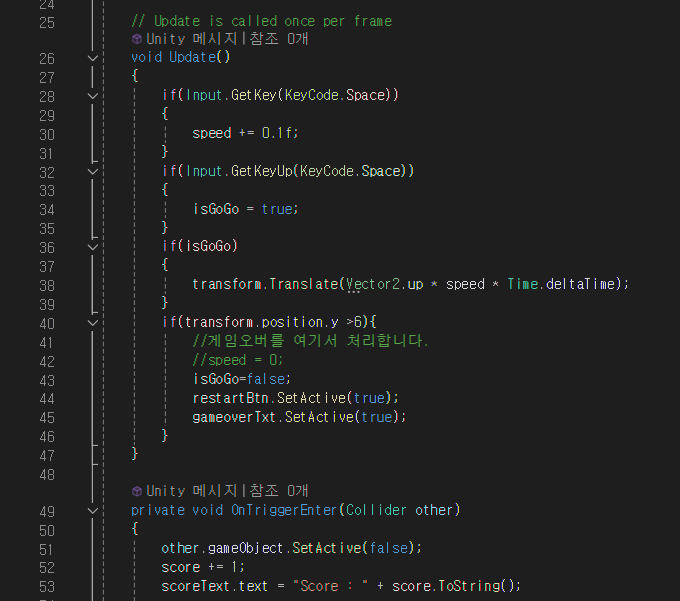 24
25 // Update is called once per frame
Unity 메시지|참조 0개
26 void Update()
27 {
28 if(Input.GetKey(KeyCode.Space))
29 {
30 speed += 0.1f;
31 }
32 if(Input.GetKeyUp(KeyCode.Space))
33 {
34 isGoGo = true;
35 }
36 if(isGoGo)
37 {
38 transform.Translate(Vector2.up * speed * Time.deltaTime);
39 }
40 if(transform.position.y >6){
41 //게임오버를 여기서 처리합니다.
42 //speed = 0;
43 isGoGo=false;
44 restartBtn.SetActive(true);
45 gameoverTxt.SetActive(true);
46 }
47 }
48
Unity 메시지|참조 0개
49 private void OnTriggerEnter(Collider other)
50 {
51 other.gameObject.SetActive(false);
52 score += 1;
53 scoreText.text = "Score : " + score.ToString();